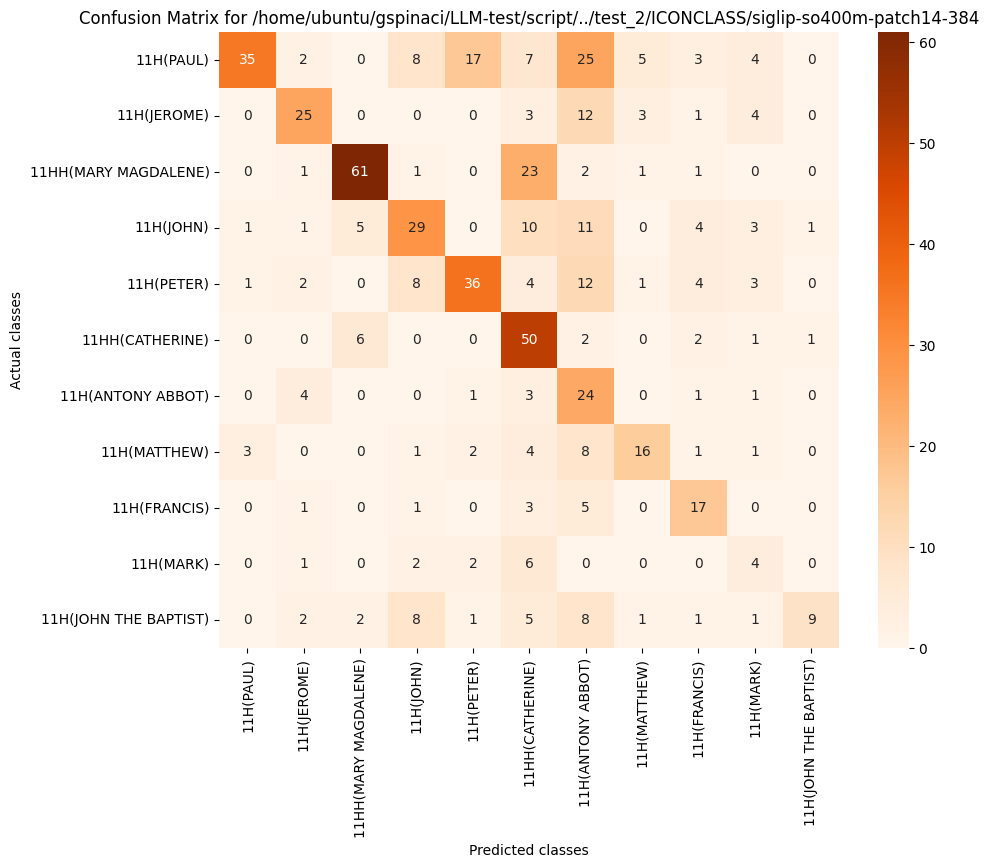 Confusion Matrix for /home/ubuntu/gspinaci/LLM-test/script/../test_2/ICONCLASS/siglip-so400m-patch14-384
Actual classes
11H(PAUL) 35 2 0 8 17 7 25 5 3 4 0
11H(JEROME) 0 25 0 0 0 3 12 3 1 4 0
11HH(MARY MAGDALENE) 0 1 61 1 0 23 2 1 1 0 0
11H(JOHN) 1 1 5 29 0 10 11 0 4 3 1
11H(PETER) 1 2 0 8 36 4 12 1 4 3 0
11HH(CATHERINE) 0 0 6 0 0 50 2 0 2 1 1
11H(ANTONY ABBOT) 0 4 0 0 1 3 24 0 1 1 0
11H(MATTHEW) 3 0 0 1 2 4 8 16 1 1 0
11H(FRANCIS) 0 1 0 1 0 3 5 0 17 0 0
11H(MARK) 0 1 0 2 2 6 0 0 0 4 0
11H(JOHN THE BAPTIST) 0 2 2 8 1 5 8 1 1 1 9
11H(PAUL)
11H(JEROME)
11HH(MARY MAGDALENE)
11H(JOHN)
11H(PETER)
11HH(CATHERINE)
11H(ANTONY ABBOT)
11H(MATTHEW)
11H(FRANCIS)
11H(MARK)
11H(JOHN THE BAPTIST)
Predicted classes
60
50
40
30
20
10
0